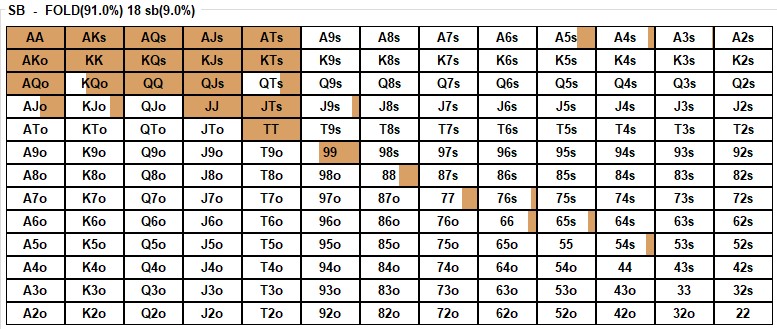 SB - FOLD(91.0%) 18 sb(9.0%)
AA AKs AQs AJs ATs A9s A8s A7s A6s A5s A4s A3s A2s
AKo KK KQs KJs KTs K9s K8s K7s K6s K5s K4s K3s K2s
AQo KQo QQ QJs QTs Q9s Q8s Q7s Q6s Q5s Q4s Q3s Q2s
AJo KJo QJo JJ JTs J9s J8s J7s J6s J5s J4s J3s J2s
ATo KTo QTo JTo TT T9s T8s T7s T6s T5s T4s T3s T2s
A9o K9o Q9o J9o T9o 99 98s 97s 96s 95s 94s 93s 92s
A8o K8o Q8o J8o T8o 98o 88 87s 86s 85s 84s 83s 82s
A7o K7o Q7o J7o T7o 97o 87o 77 76s 75s 74s 73s 72s
A6o K6o Q6o J6o T6o 96o 86o 76o 66 65s 64s 63s 62s
A5o K5o Q5o J5o T5o 95o 85o 75o 65o 55 54s 53s 52s
A4o K4o Q4o J4o T4o 94o 84o 74o 64o 54o 44 43s 42s
A3o K3o Q3o J3o T3o 93o 83o 73o 63o 53o 43o 33 32s
A2o K2o Q2o J2o T2o 92o 82o 72o 62o 52o 42o 32o 22